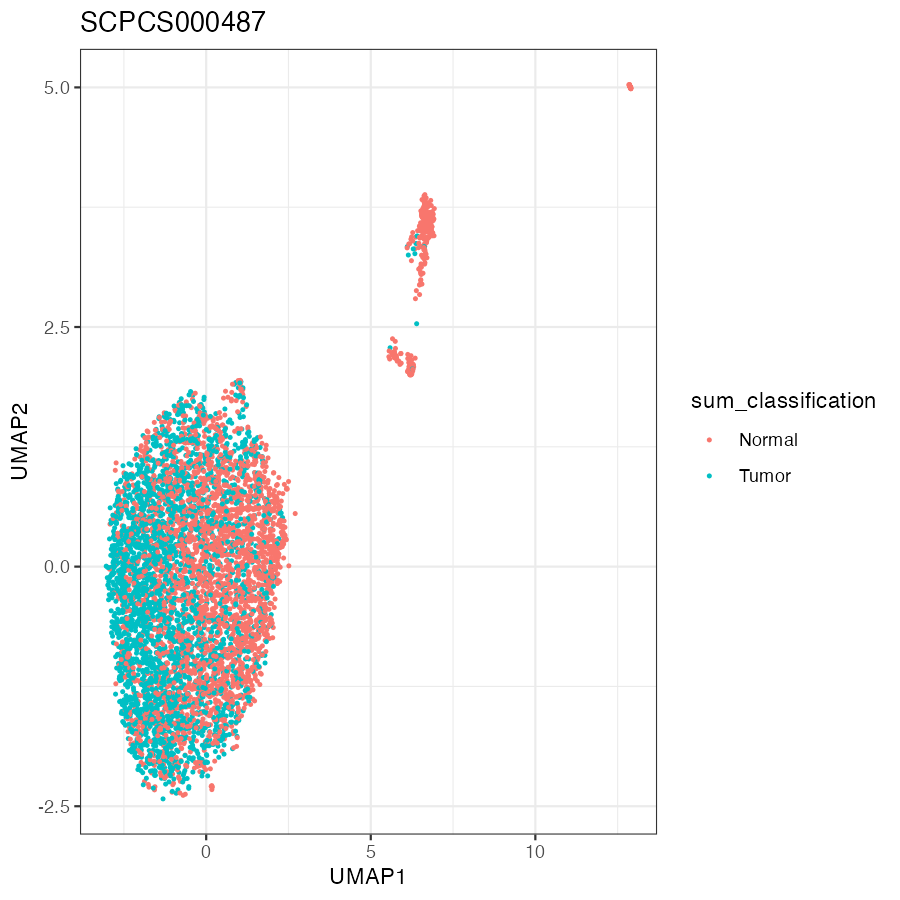 SCPCS000487
5.0
2.5
0.0
-2.5
UMAP2
0
5
10
UMAP1
sum_classification
Normal
Tumor